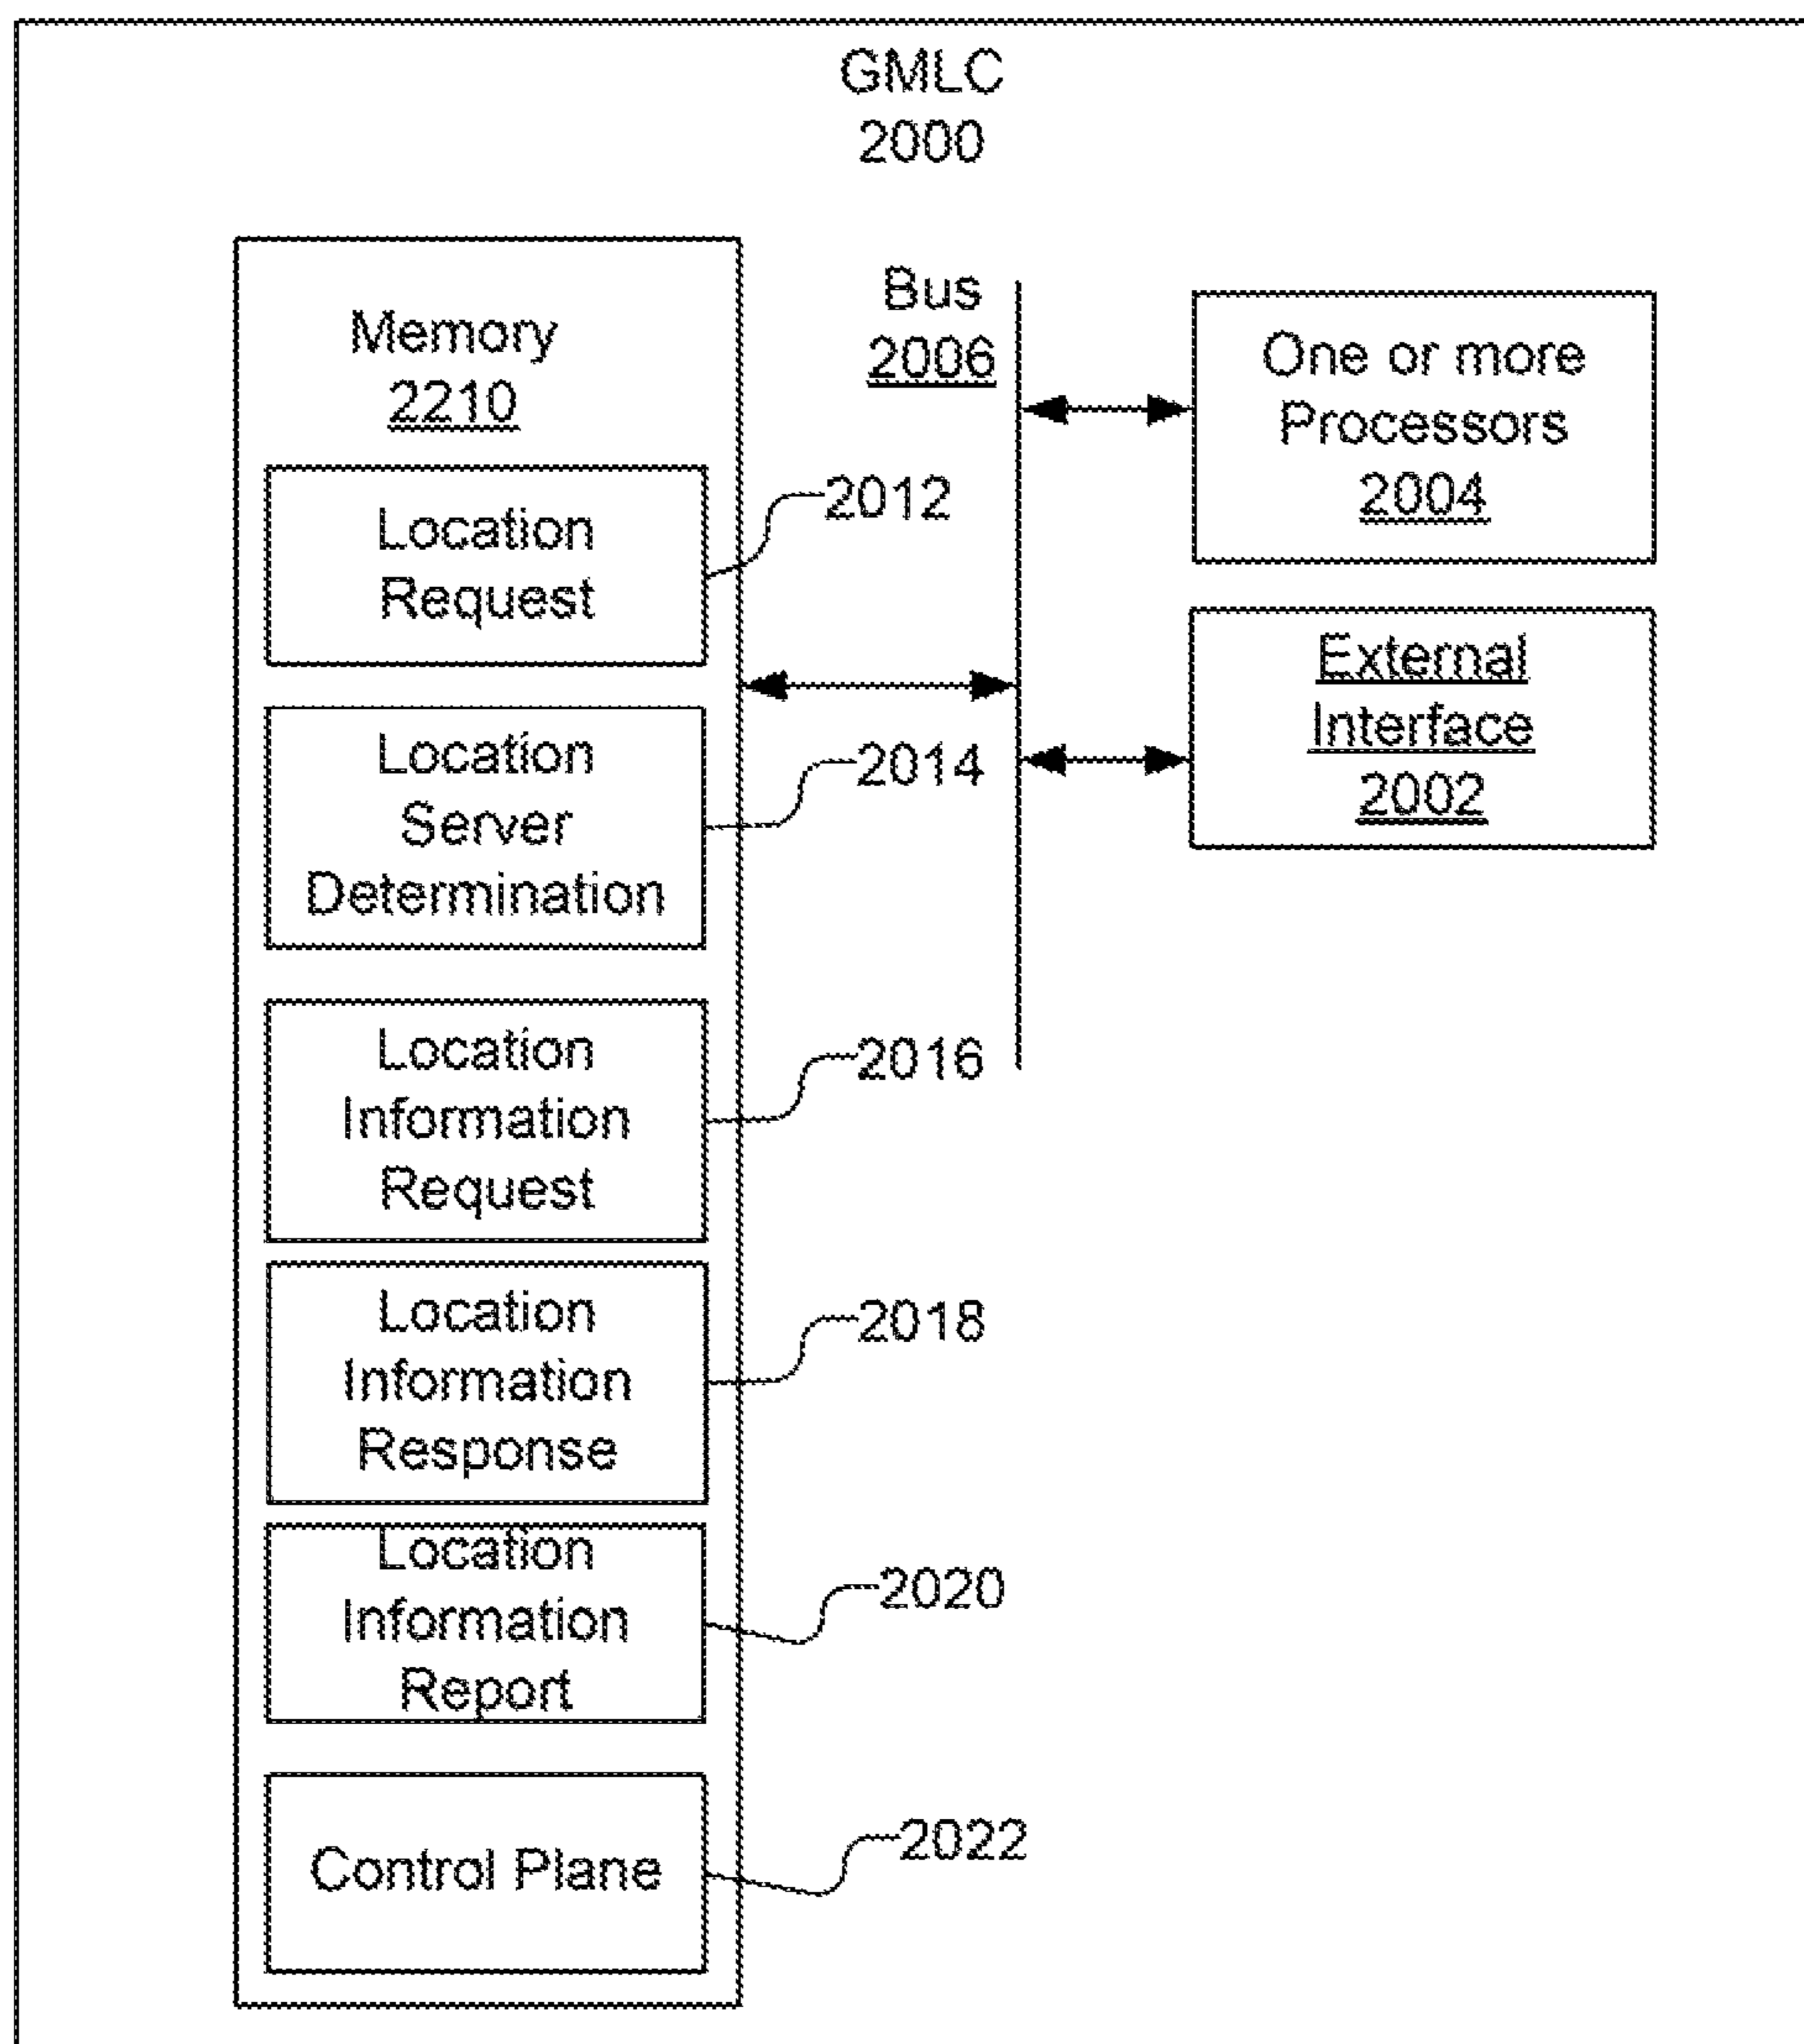 GMLC
2000
Memory
2210
Bus
2006
One or more
Processors
2004
External
Interface
2002
Location
Request
2012
Location
Server
Determination
2014
Location
Information
Request
2016
Location
Information
Response
2018
Location
Information
Report
2020
Control Plane
2022